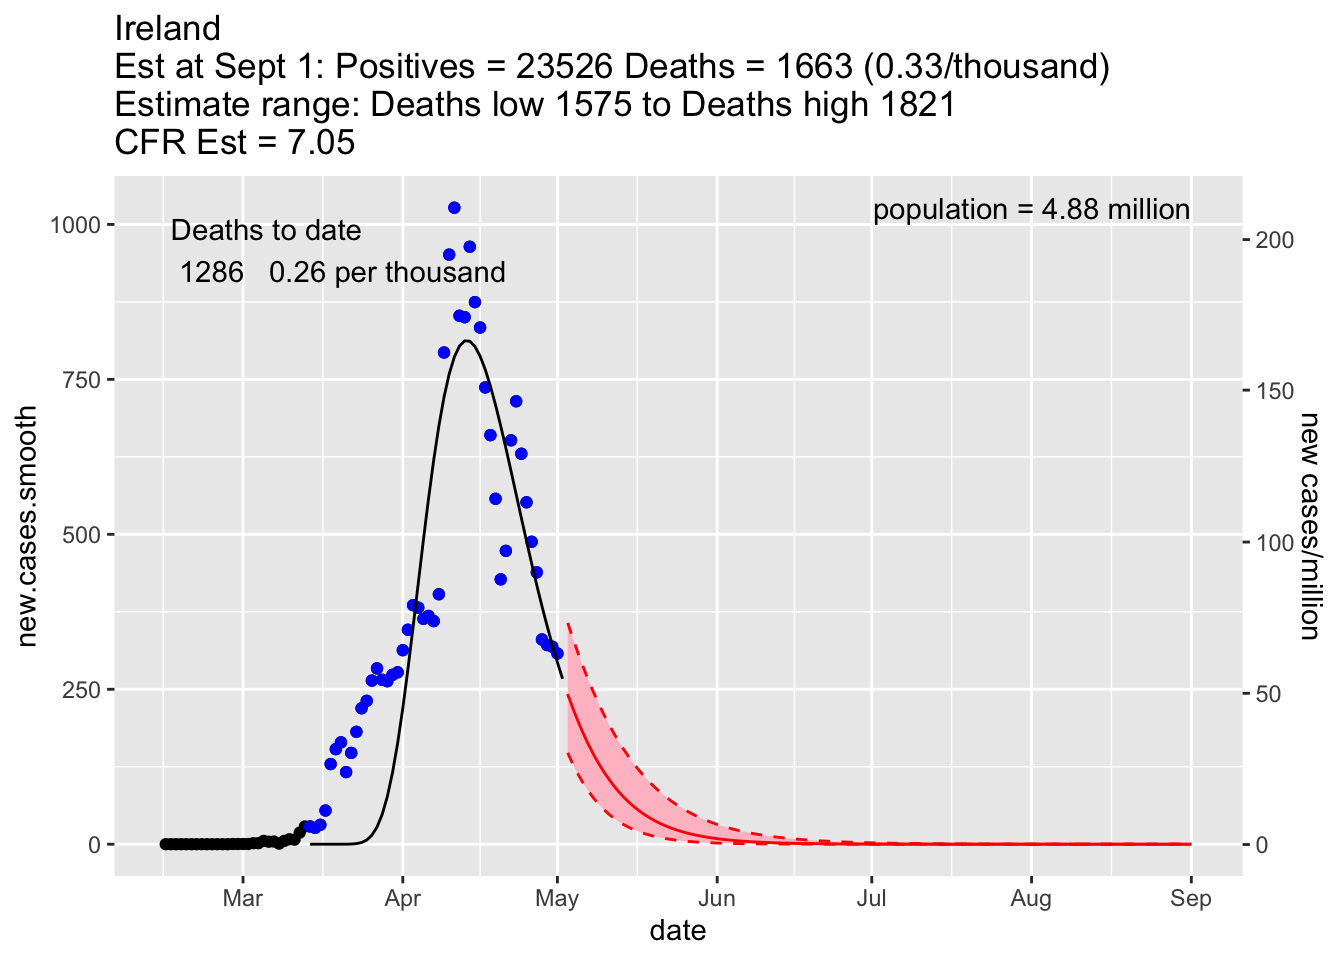 Ireland
Est at Sept 1: Positives = 23526 Deaths = 1663 (0.33/thousand)
Estimate range: Deaths low 1575 to Deaths high 1821
CFR Est = 7.05
population = 4.88 million
Deaths to date
1286 0.26 per thousand
new.cases.smooth
1000
750
500
250
0
200
150
100
50
0
new cases/million
Mar Apr May Jun Jul Aug Sep
date